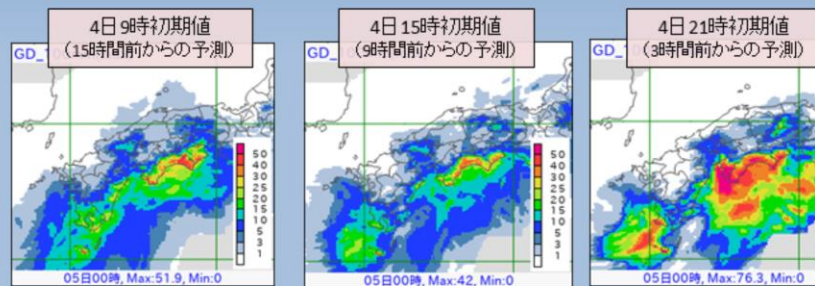 4日9時初期値
(15時間前からの予測)
GD_10
50
40
30
25
20
15
10
5
3
1
05日00時, Max:51.9, Min:0
4日15時初期値
(9時間前からの予測)
GD_10
50
40
30
25
20
15
10
5
3
1
05日00時, Max:42, Min:0
4日21時初期値
(3時間前からの予測)
GD_10
05日00時, Max:76.3, Min:0